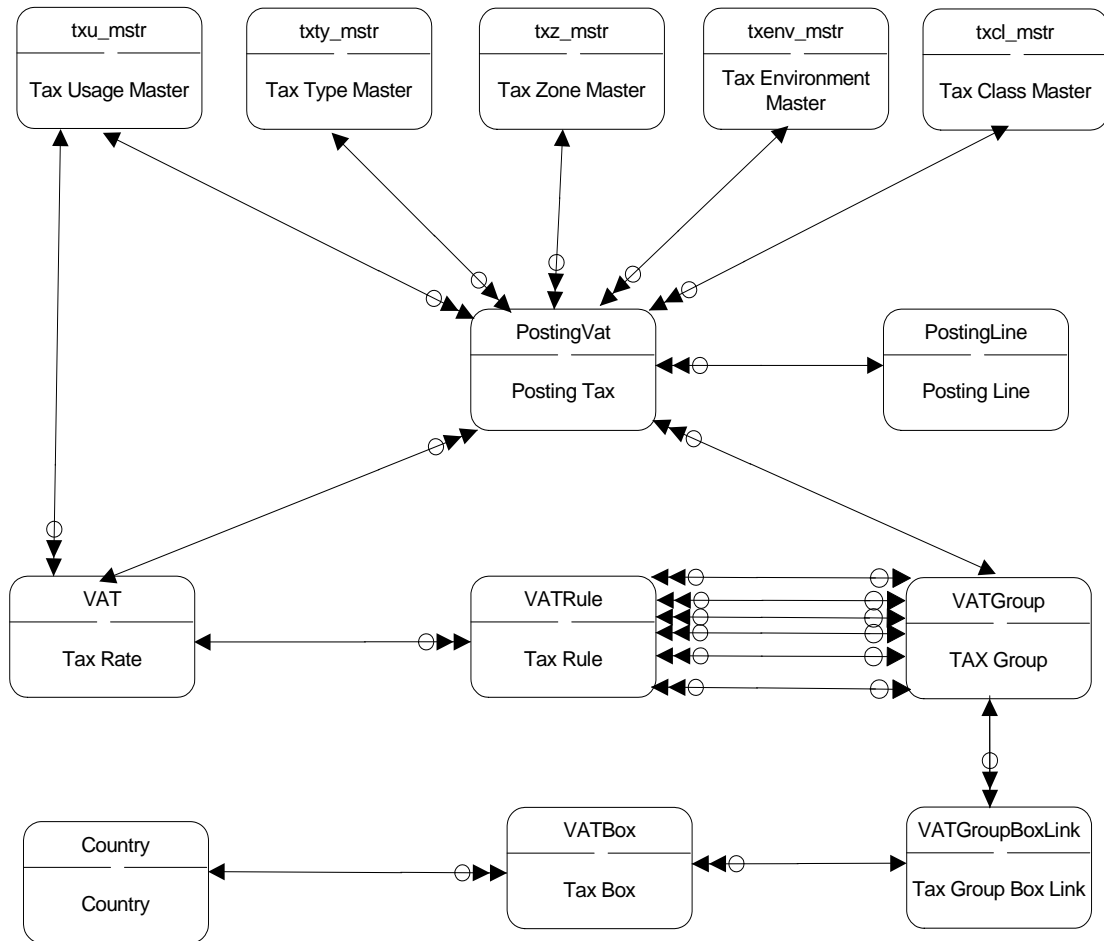 txu_mstr
Tax Usage Master
txty_mstr
Tax Type Master
txz_mstr
Tax Zone Master
txenv_mstr
Tax Environment
Master
txcl_mstr
Tax Class Master
PostingVat
Posting Tax
PostingLine
Posting Line
VAT
Tax Rate
VATRule
Tax Rule
VATGroup
TAX Group
Country
Country
VATBox
Tax Box
VATGroupBoxLink
Tax Group Box Link